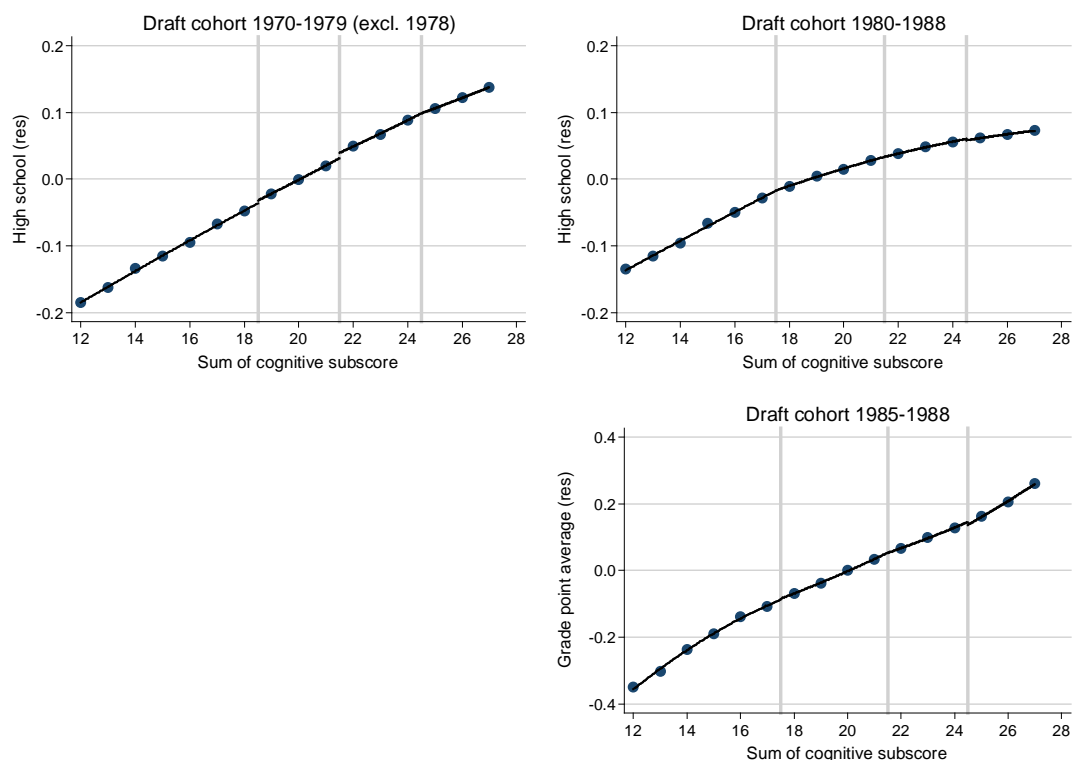 Draft cohort 1970-1979 (excl. 1978)
0.2
0.1
0.0
-0.1
-0.2
High school (res)
12 14 16 18 20 22 24 26 28
Sum of cognitive subscore
Draft cohort 1980-1988
0.2
0.1
0.0
-0.1
-0.2
High school (res)
12 14 16 18 20 22 24 26 28
Sum of cognitive subscore
Draft cohort 1985-1988
0.4
0.2
0.0
-0.2
-0.4
Grade point average (res)
12 14 16 18 20 22 24 26 28
Sum of cognitive subscore